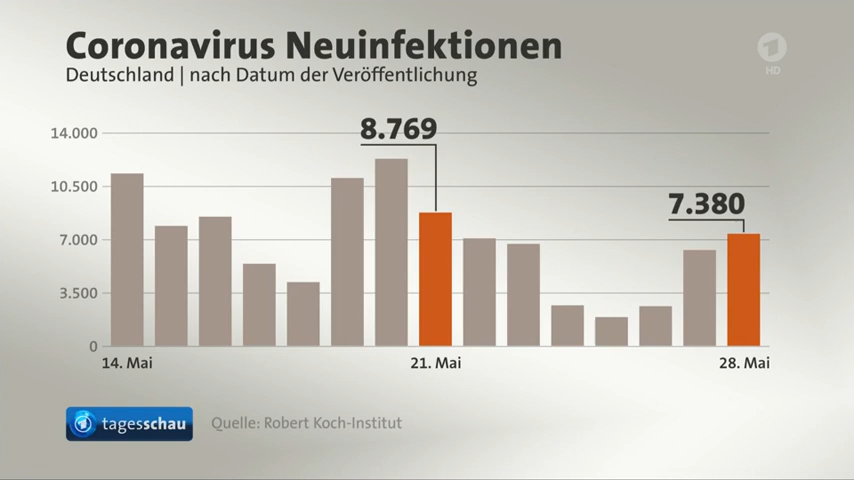 Coronavirus Neuinfektionen
Deutschland | nach Datum der Veröffentlichung
1
HD
14.000
8.769
10.500
7.380
7.000
3.500
0
14. Mai
21. Mai
28. Mai
tagesschau
Quelle: Robert Koch-Institut